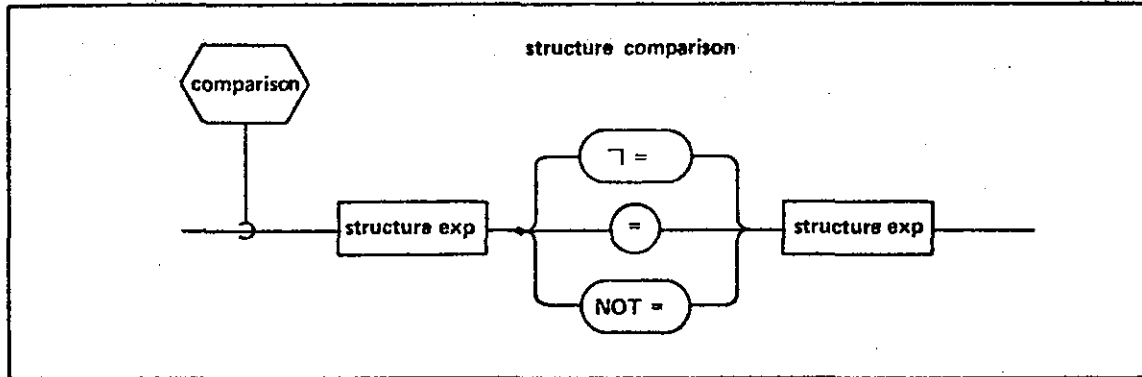 structure comparison
comparison
¬ =
structure exp
=
structure exp
NOT =